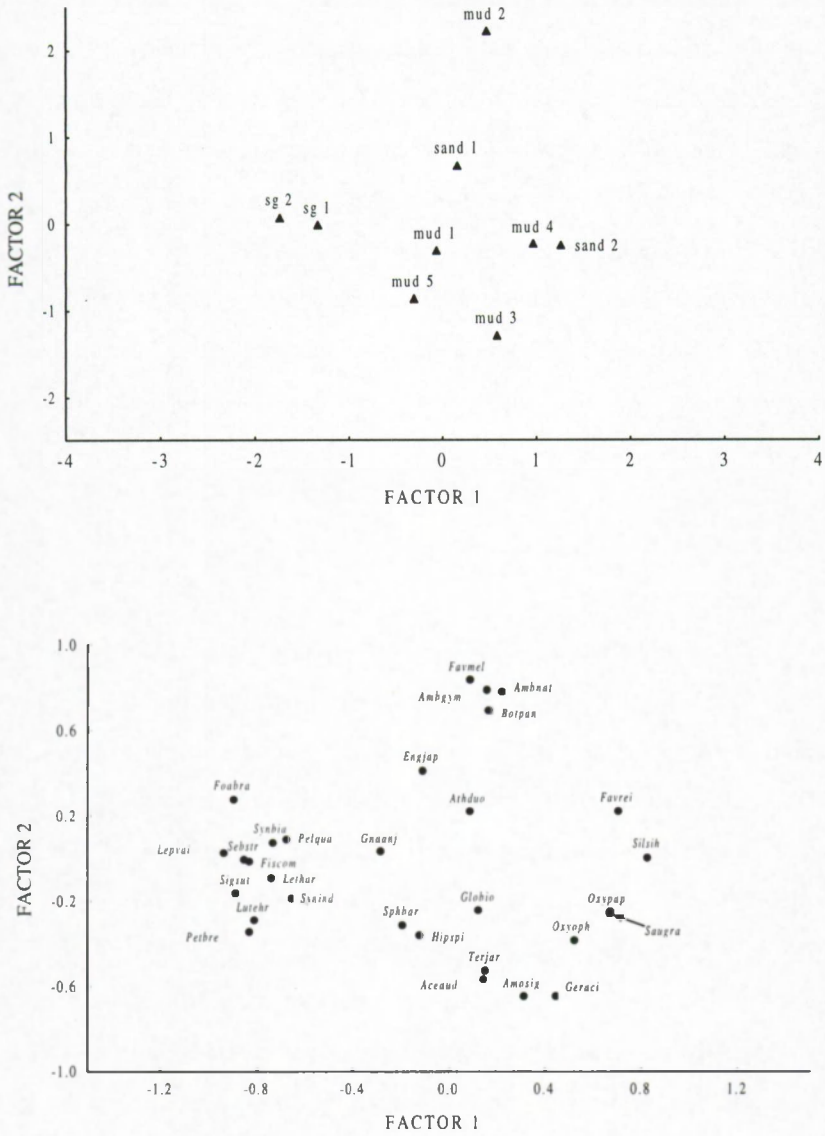 mud 2
2
1
sand 1
sg 2
sg 1
0
mud 1
mud 4
sand 2
mud 5
-1
mud 3
-2
-4
-3
-2
-1
0
1
2
3
4
FACTOR 2
FACTOR 1
1.0
Favmel
Ambgym
Ambnat
Botpan
0.6
Engjap
Foabra
Athduo
Favrei
0.2
Synbia
Pelqua
Gnaanj
Silsih
Lepvai
Sebstr
Fiscom
Sigsut
Lethar
Synind
-0.2
Lutehr
Sphbar
Globio
Oxypap
Petbre
Hipspi
Oxyoph
Saugra
Terjar
Aceaud
Amosig
Geraci
-0.6
-1.0
-1.2
-0.8
-0.4
0.0
0.4
0.8
1.2
FACTOR 2
FACTOR 1